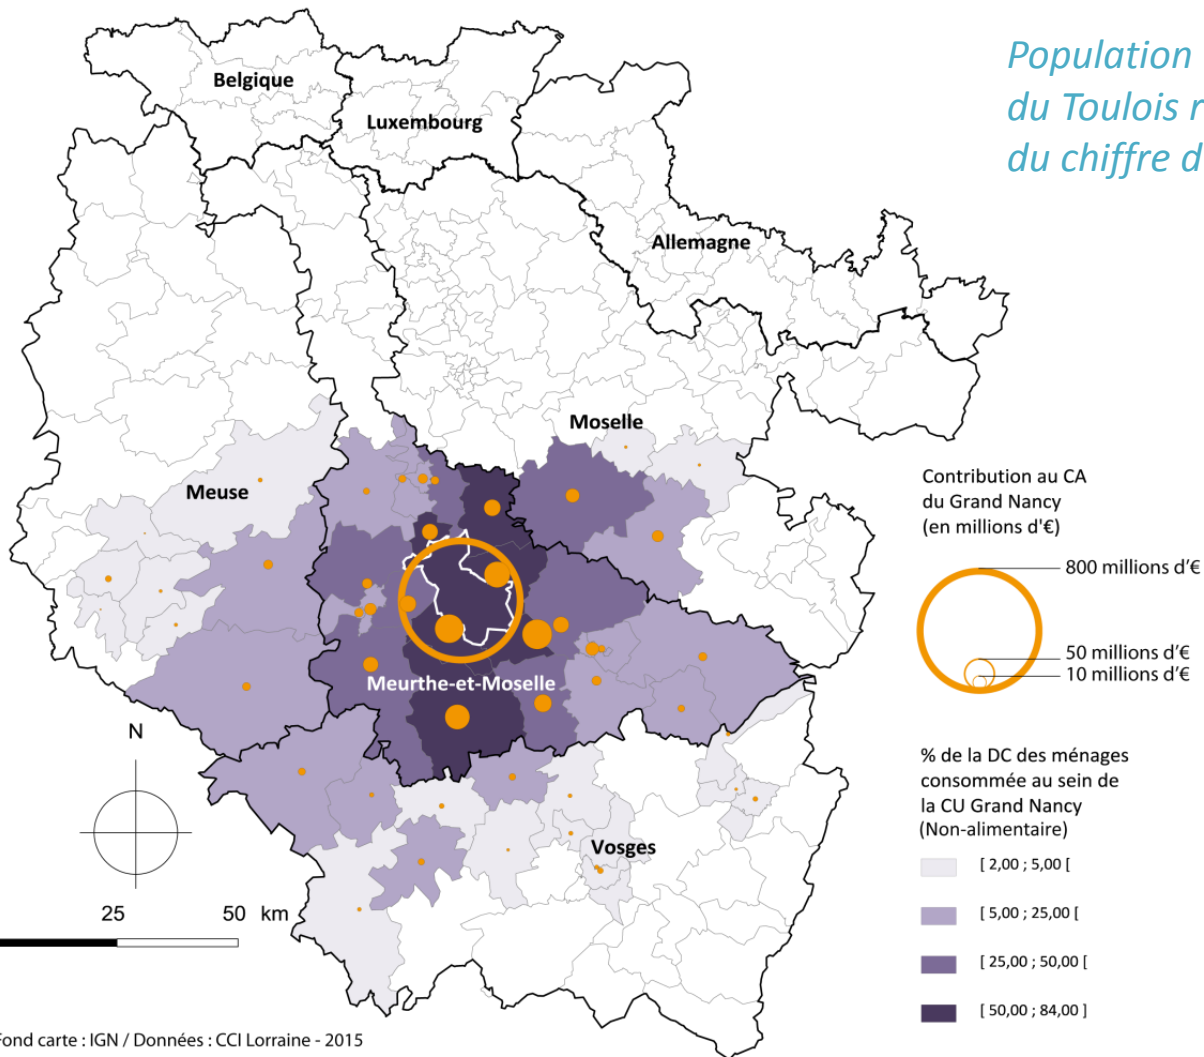 Population
du Toulois
du chiffre
Belgique
Luxembourg
Allemagne
Moselle
Meuse
Meurthe-et-Moselle
Vosges
N
25 50 km
Contribution au CA
du Grand Nancy
(en millions d'€)
800 millions d'€
50 millions d'€
10 millions d'€
% de la DC des ménages
consommée au sein de
la CU Grand Nancy
(Non-alimentaire)
[ 2,00 ; 5,00 [
[ 5,00 ; 25,00 [
[ 25,00 ; 50,00 [
[ 50,00 ; 84,00 ]
Fond carte : IGN / Données : CCI Lorraine - 2015